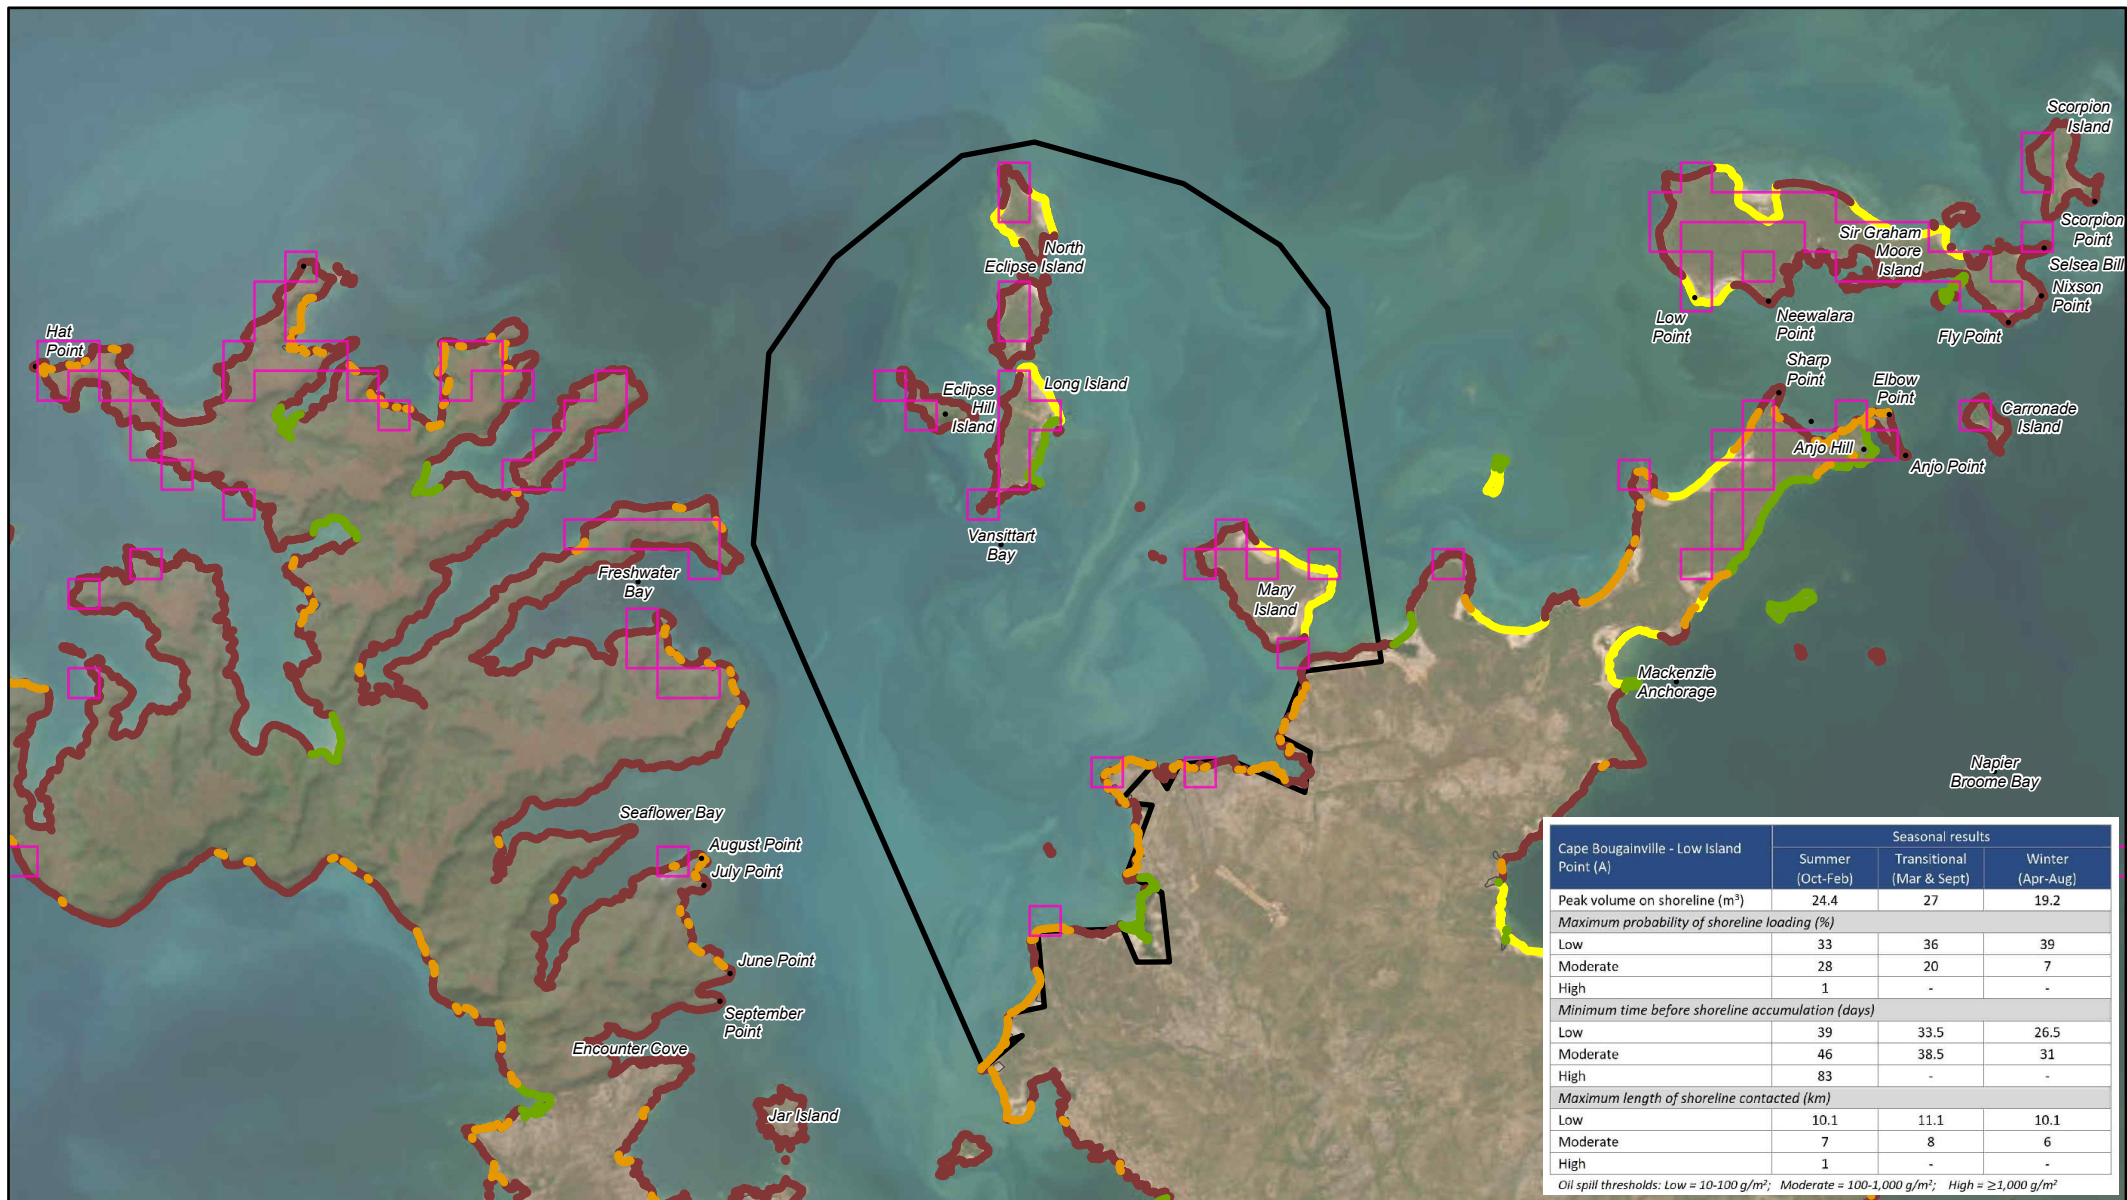 Scorpion
Island
Scorpion
Point
Selsea Bill
Nixson
Point
Sir Graham
Moore
Island
Low
Point
Neewalara
Point
Fly Point
North
Eclipse Island
Hat
Point
Eclipse
Hill
Island
Long Island
Sharp
Point
Elbow
Point
Carronade
Island
Anjo Hill
Anjo Point
Vansittart
Bay
Freshwater
Bay
Mary
Island
Mackenzie
Anchorage
Napier
Broome Bay
Seaflower Bay
August Point
July Point
June Point
September
Point
Encounter Cove
Jar Island
Cape Bougainville - Low Island
Point (A)
Seasonal results
Summer
(Oct-Feb)
Transitional
(Mar & Sept)
Winter
(Apr-Aug)
Peak volume on shoreline (m³) 24.4 27 19.2
Maximum probability of shoreline loading (%)
Low 33 36 39
Moderate 28 20 7
High 1 - -
Minimum time before shoreline accumulation (days)
Low 39 33.5 26.5
Moderate 46 38.5 31
High 83 - -
Maximum length of shoreline contacted (km)
Low 10.1 11.1 10.1
Moderate 7 8 6
High 1 - -
Oil spill thresholds: Low = 10-100 g/m²; Moderate = 100-1,000 g/m²; High = ≥1,000 g/m²